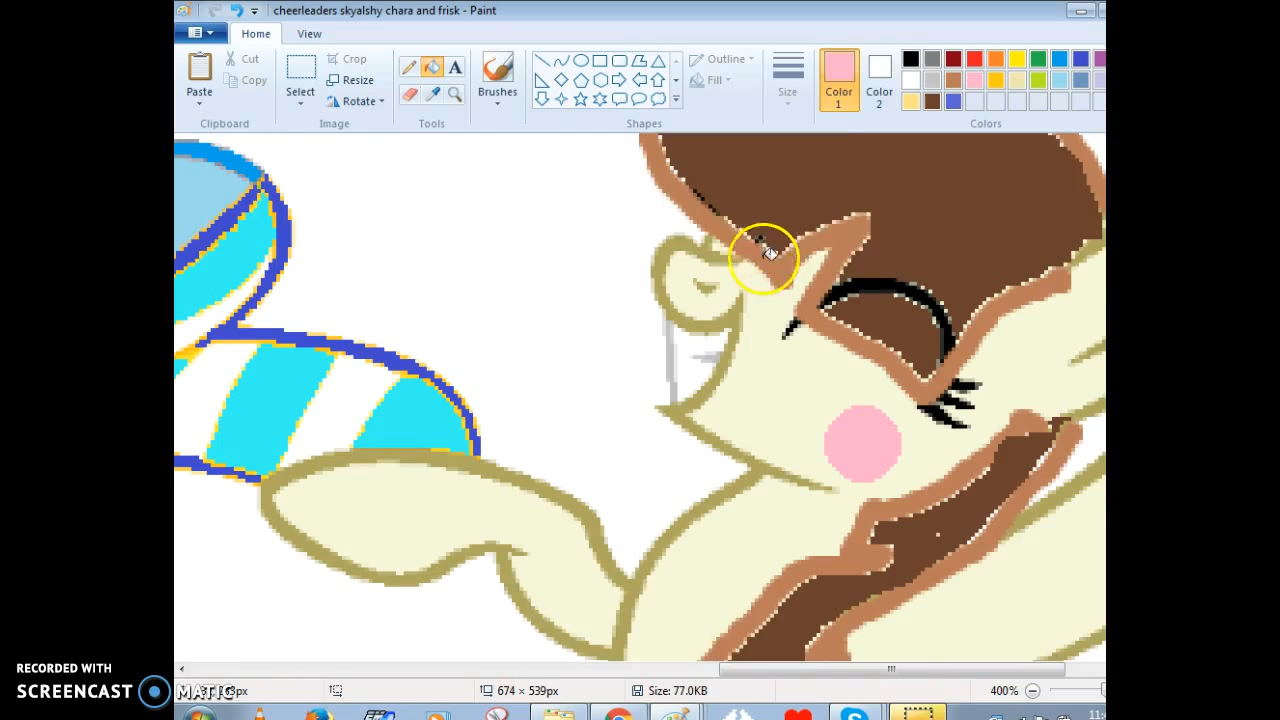 cheerleaders skyalshy chara and frisk - Paint
Home View
Paste
Cut
Copy
Clipboard
Select
Crop
Resize
Rotate
Image
A
Tools
Brushes
Outline
Fill
Shapes
Size
Color 1
Color 2
Colors
RECORDED WITH
SCREENCAST MATIC
674 × 539px
Size: 77.0KB
400%